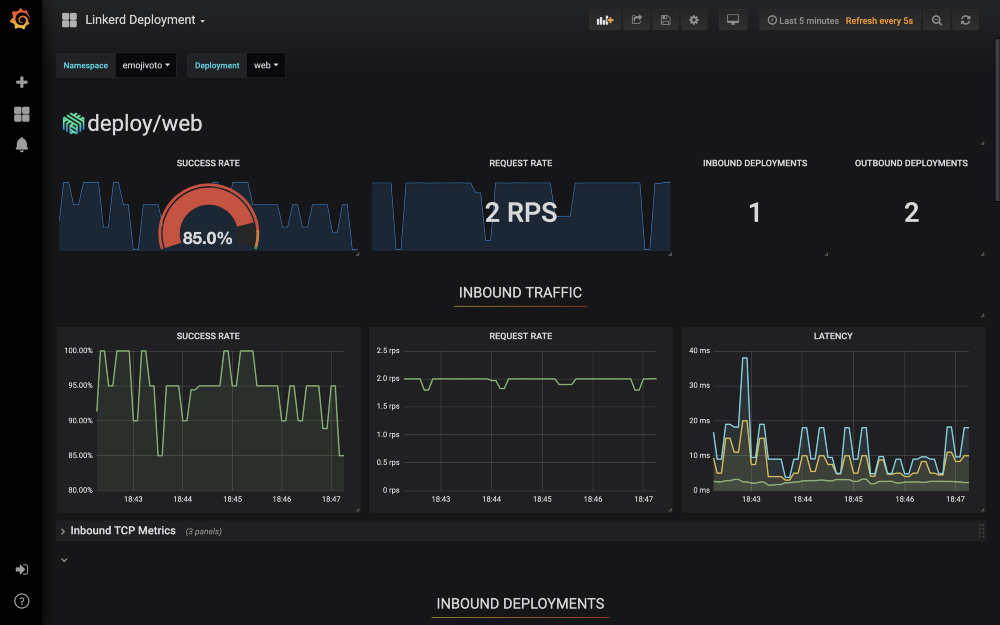 Linkerd Deployment
Last 5 minutes Refresh every 5s
Namespace emojivoto Deployment web
deploy/web
SUCCESS RATE
85.0%
REQUEST RATE
2 RPS
INBOUND DEPLOYMENTS
1
OUTBOUND DEPLOYMENTS
2
INBOUND TRAFFIC
SUCCESS RATE
100.00%
95.00%
90.00%
85.00%
80.00%
18:43 18:44 18:45 18:46 18:47
REQUEST RATE
2.5 rps
2.0 rps
1.5 rps
1.0 rps
0.5 rps
0 rps
18:43 18:44 18:45 18:46 18:47
LATENCY
40 ms
30 ms
20 ms
10 ms
0 ms
18:43 18:44 18:45 18:46 18:47
Inbound TCP Metrics (3 panels)
INBOUND DEPLOYMENTS